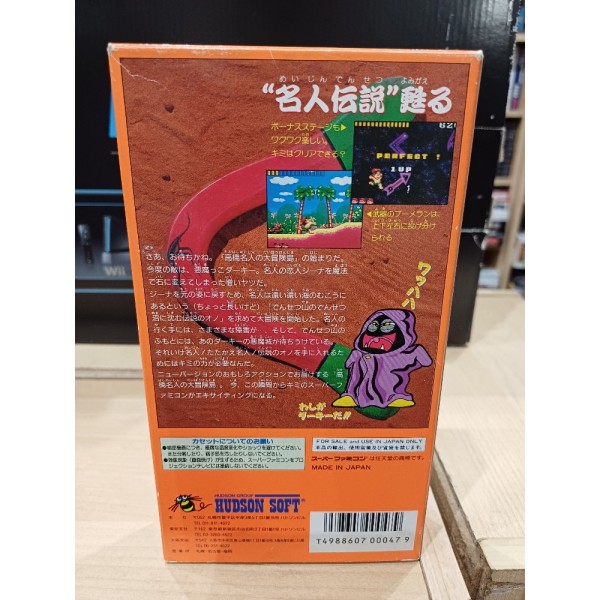 めいじんでんせつ よみがえ
“名人伝説”甦る
ボーナスステージも▶
ワクワク楽しい。
キミはクリアできる?
PERFECT !
1UP
◀武器のブーメランは、
上下左右に投げ分け
られる
さあ、お待ちかね。「高橋名人の大冒険島」の始まりだ。
今度の敵は、悪魔っこダーキー。名人の恋人ジーナを魔法
で石に変えてしまった憎いヤツだ。
ジーナを元の姿に戻すため、名人は遠い遠い海のむこうに
あるという(ちょっと長いけど)“でんせつ山のでんせつ
沼に沈む伝説のオノ”を求めて大冒険を開始した。名人の
行く手には、さまざまな障害が… そして、でんせつ山の
ふもとには、あのダーキーの悪魔城が待ちうけている。
それいけ名人!たたかえ名人!伝説のオノを手に入れるため
にはキミの力が必要なんだ。
ニューバージョンのおもしろアクションでお届けする「高
橋名人の大冒険島」。今、この瞬間からキミのスーパーフ
ァミコンがエキサイティングになる。
ワッハハ
わしが
ダーキーだ!!
カセットについてのお願い
FOR SALE and USE IN JAPAN ONLY
スーパーファミコンは任天堂の商標です。
MADE IN JAPAN
HUDSON GROUP
HUDSON SOFT
T4988607000479
Wii